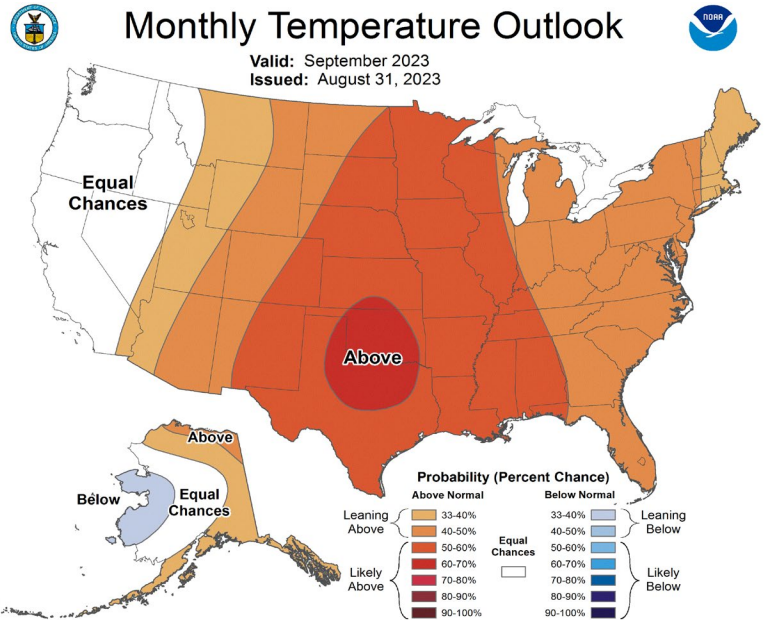 Monthly Temperature Outlook
Valid: September 2023
Issued: August 31, 2023
NOAA
Equal
Chances
Above
Above
Below
Equal
Chances
Probability (Percent Chance)
Above Normal
Below Normal
Leaning
Above
33-40%
40-50%
Likely
Above
50-60%
60-70%
70-80%
80-90%
90-100%
Equal
Chances
33-40%
40-50%
Leaning
Below
50-60%
60-70%
70-80%
80-90%
90-100%
Likely
Below